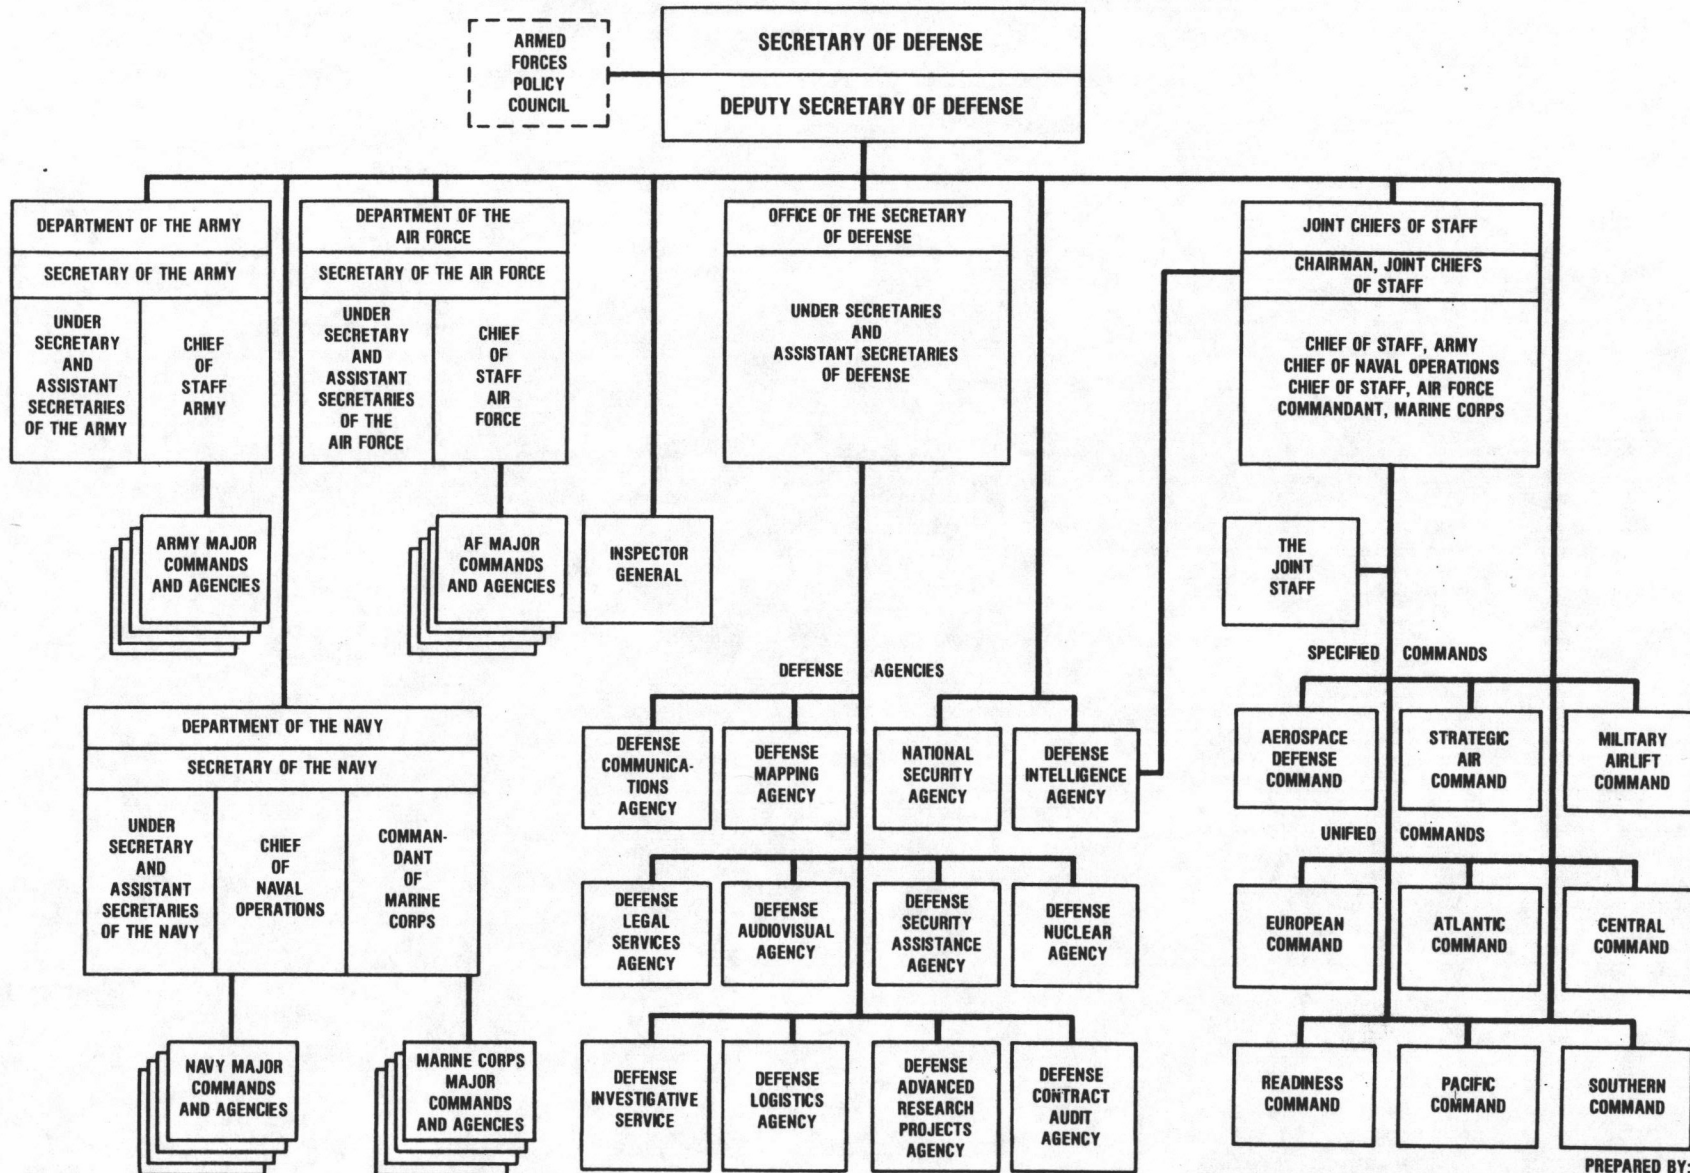 ARMED
FORCES
POLICY
COUNCIL
SECRETARY OF DEFENSE
DEPUTY SECRETARY OF DEFENSE
DEPARTMENT OF THE ARMY
SECRETARY OF THE ARMY
UNDER
SECRETARY
AND
ASSISTANT
SECRETARIES
OF THE ARMY
CHIEF
OF
STAFF
ARMY
ARMY MAJOR
COMMANDS
AND AGENCIES
DEPARTMENT OF THE
AIR FORCE
SECRETARY OF THE AIR FORCE
UNDER
SECRETARY
AND
ASSISTANT
SECRETARIES
OF THE
AIR FORCE
CHIEF
OF
STAFF
AIR
FORCE
AF MAJOR
COMMANDS
AND AGENCIES
INSPECTOR
GENERAL
OFFICE OF THE SECRETARY
OF DEFENSE
UNDER SECRETARIES
AND
ASSISTANT SECRETARIES
OF DEFENSE
JOINT CHIEFS OF STAFF
CHAIRMAN, JOINT CHIEFS
OF STAFF
CHIEF OF STAFF, ARMY
CHIEF OF NAVAL OPERATIONS
CHIEF OF STAFF, AIR FORCE
COMMANDANT, MARINE CORPS
THE
JOINT
STAFF
DEPARTMENT OF THE NAVY
SECRETARY OF THE NAVY
UNDER
SECRETARY
AND
ASSISTANT
SECRETARIES
OF THE NAVY
CHIEF
OF
NAVAL
OPERATIONS
COMMAN-
DANT
OF
MARINE
CORPS
NAVY MAJOR
COMMANDS
AND AGENCIES
MARINE CORPS
MAJOR
COMMANDS
AND AGENCIES
DEFENSE AGENCIES
DEFENSE
COMMUNICA-
TIONS
AGENCY
DEFENSE
MAPPING
AGENCY
NATIONAL
SECURITY
AGENCY
DEFENSE
INTELLIGENCE
AGENCY
DEFENSE
LEGAL
SERVICES
AGENCY
DEFENSE
AUDIOVISUAL
AGENCY
DEFENSE
SECURITY
ASSISTANCE
AGENCY
DEFENSE
NUCLEAR
AGENCY
DEFENSE
INVESTIGATIVE
SERVICE
DEFENSE
LOGISTICS
AGENCY
DEFENSE
ADVANCED
RESEARCH
PROJECTS
AGENCY
DEFENSE
CONTRACT
AUDIT
AGENCY
SPECIFIED COMMANDS
AEROSPACE
DEFENSE
COMMAND
STRATEGIC
AIR
COMMAND
MILITARY
AIRLIFT
COMMAND
UNIFIED COMMANDS
EUROPEAN
COMMAND
ATLANTIC
COMMAND
CENTRAL
COMMAND
READINESS
COMMAND
PACIFIC
COMMAND
SOUTHERN
COMMAND
PREPARED BY: